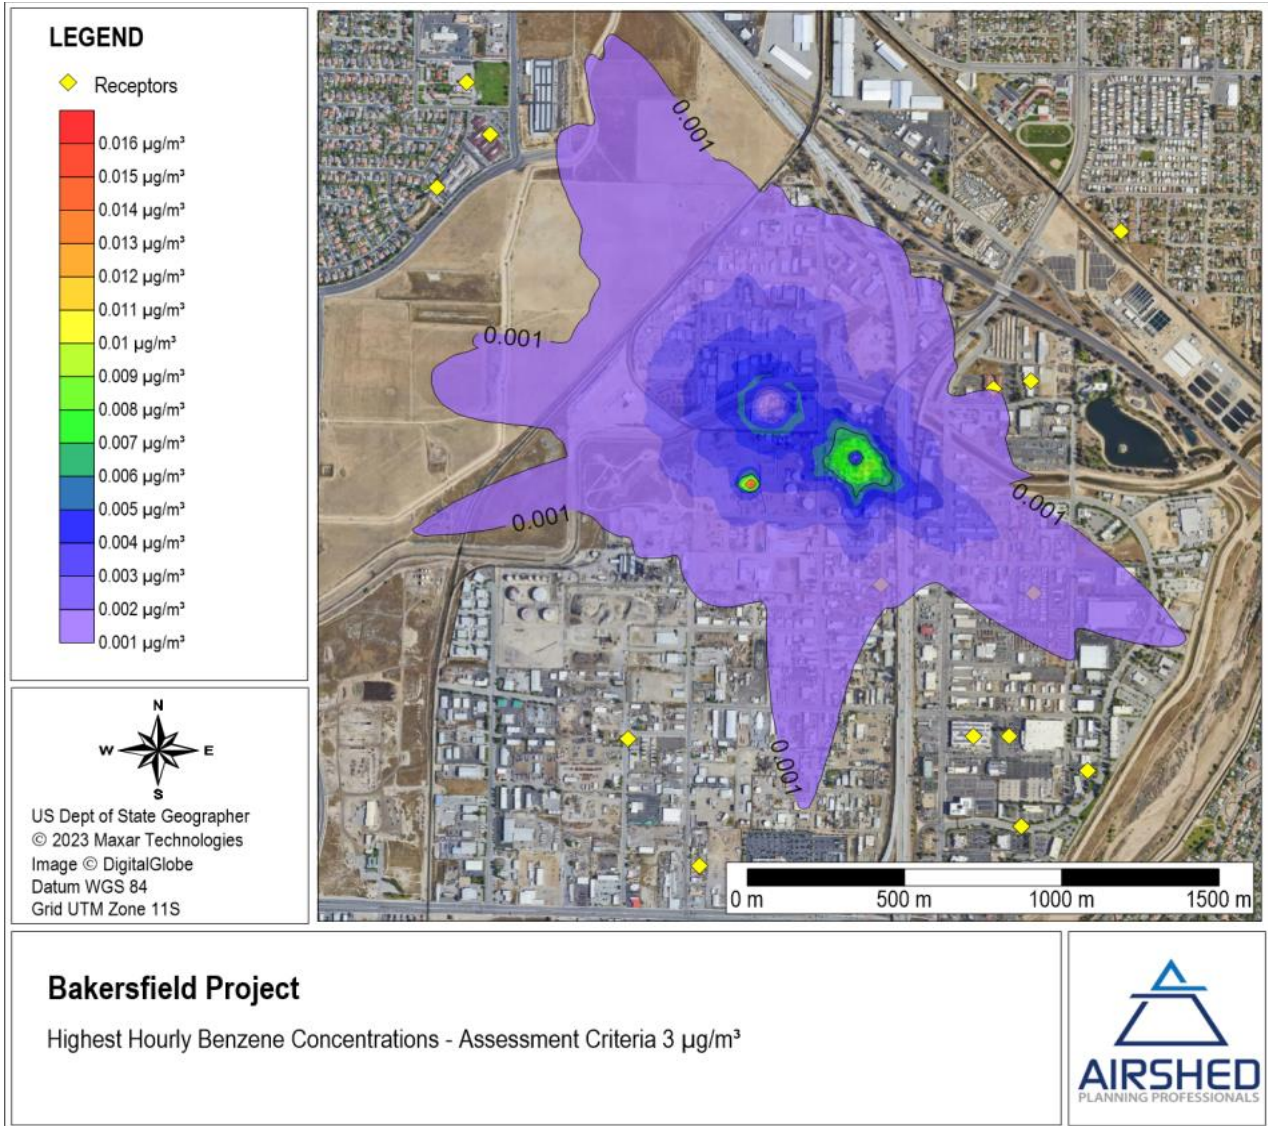 LEGEND
Receptors
0.016 µg/m³
0.015 µg/m³
0.014 µg/m³
0.013 µg/m³
0.012 µg/m³
0.011 µg/m³
0.01 µg/m³
0.009 µg/m³
0.008 µg/m³
0.007 µg/m³
0.006 µg/m³
0.005 µg/m³
0.004 µg/m³
0.003 µg/m³
0.002 µg/m³
0.001 µg/m³
N
W E
S
US Dept of State Geographer
© 2023 Maxar Technologies
Image © DigitalGlobe
Datum WGS 84
Grid UTM Zone 11S
0.001
0.001
0.001
0.001
0.001
0 m 500 m 1000 m 1500 m
Bakersfield Project
Highest Hourly Benzene Concentrations - Assessment Criteria 3 µg/m³
AIRSHED
PLANNING PROFESSIONALS